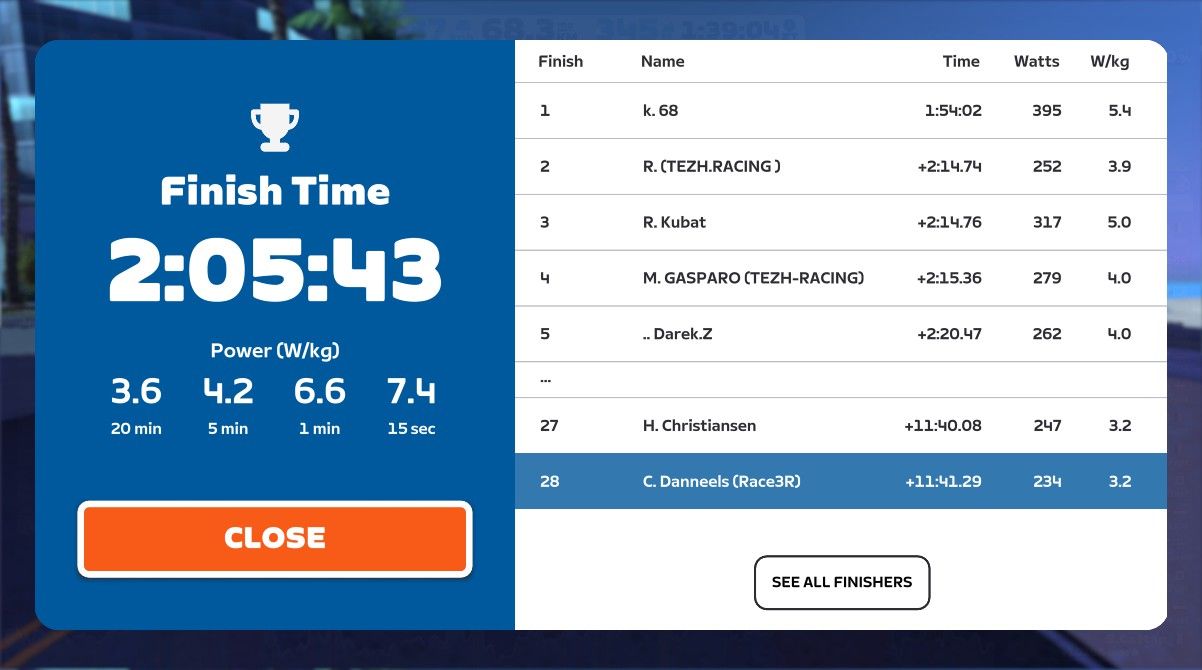 Finish Time
2:05:43
Power (W/kg)
3.6 4.2 6.6 7.4
20 min 5 min 1 min 15 sec
CLOSE
Finish Name Time Watts W/kg
1 k. 68 1:54:02 395 5.4
2 R. (TEZH.RACING ) +2:14.74 252 3.9
3 R. Kubat +2:14.76 317 5.0
4 M. GASPARO (TEZH-RACING) +2:15.36 279 4.0
5 .. Darek.Z +2:20.47 262 4.0
...
27 H. Christiansen +11:40.08 247 3.2
28 C. Danneels (Race3R) +11:41.29 234 3.2
SEE ALL FINISHERS